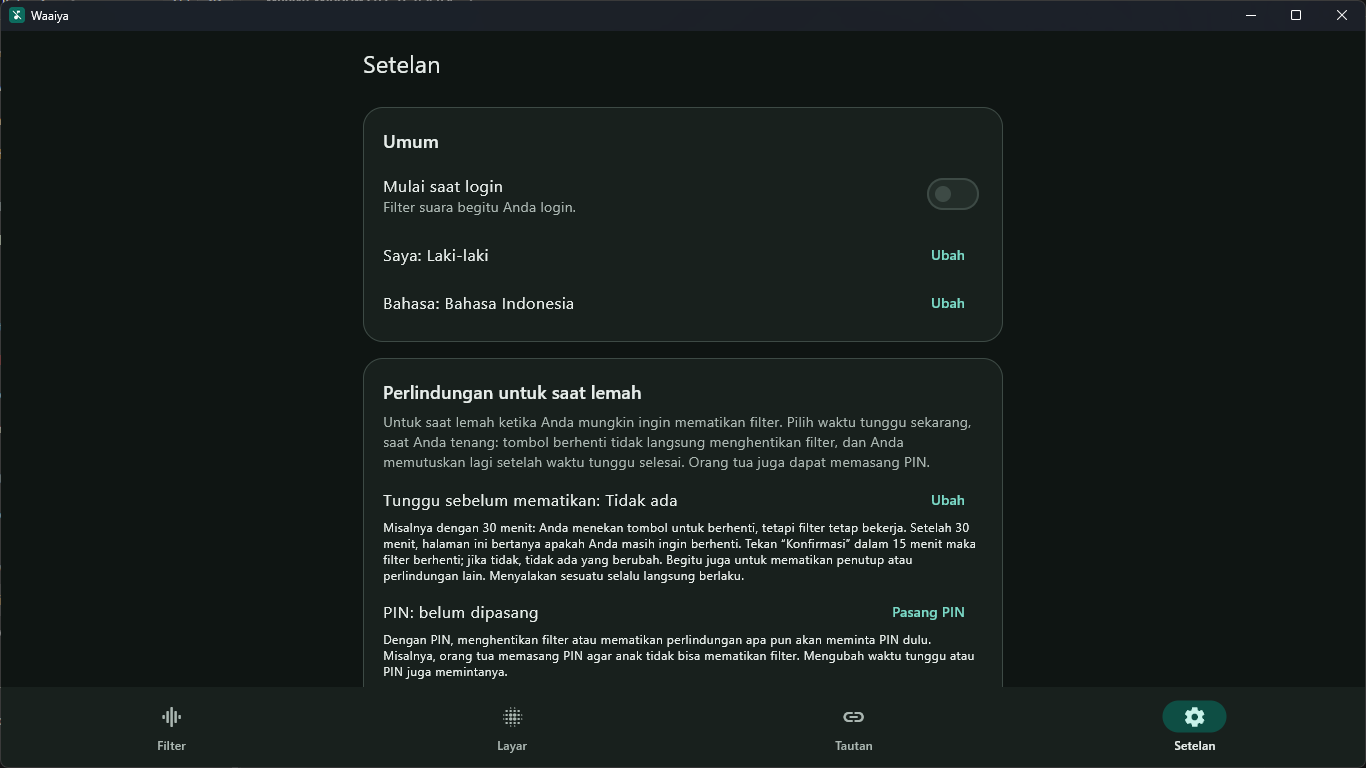 Waaiya
Setelan
Umum
Mulai saat login
Filter suara begitu Anda login.
Saya: Laki-laki
Ubah
Bahasa: Bahasa Indonesia
Ubah
Perlindungan untuk saat lemah
Untuk saat lemah ketika Anda mungkin ingin mematikan filter. Pilih waktu tunggu sekarang,
saat Anda tenang: tombol berhenti tidak langsung menghentikan filter, dan Anda
memutuskan lagi setelah waktu tunggu selesai. Orang tua juga dapat memasang PIN.
Tunggu sebelum mematikan: Tidak ada
Ubah
Misalnya dengan 30 menit: Anda menekan tombol untuk berhenti, tetapi filter tetap bekerja. Setelah 30
menit, halaman ini bertanya apakah Anda masih ingin berhenti. Tekan “Konfirmasi” dalam 15 menit maka
filter berhenti; jika tidak, tidak ada yang berubah. Begitu juga untuk mematikan penutup atau
perlindungan lain. Menyalakan sesuatu selalu langsung berlaku.
PIN: belum dipasang
Pasang PIN
Dengan PIN, menghentikan filter atau mematikan perlindungan apa pun akan meminta PIN dulu.
Misalnya, orang tua memasang PIN agar anak tidak bisa mematikan filter. Mengubah waktu tunggu atau
PIN juga memintanya.
Filter
Layar
Tautan
Setelan